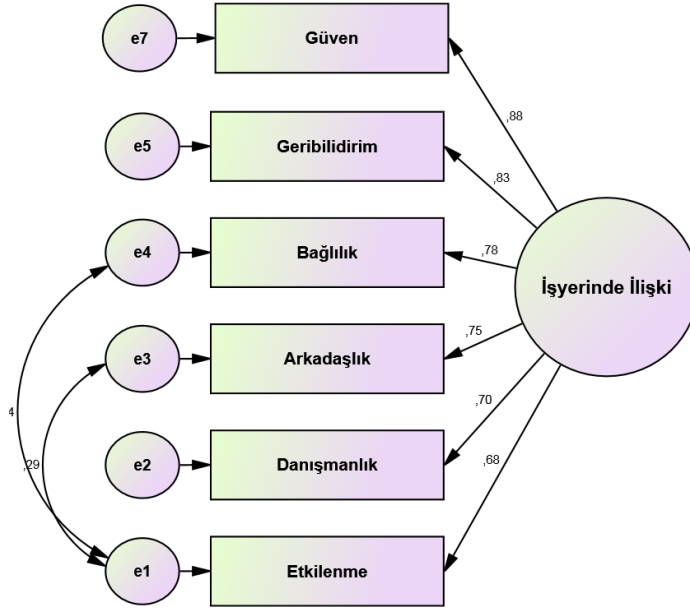 e7
Güven
,88
e5
Geribilidirim
,83
e4
Bağlılık
,78
İşyerinde İlişki
e3
Arkadaşlık
,75
,70
4
,29
e2
Danışmanlık
,68
e1
Etkilenme